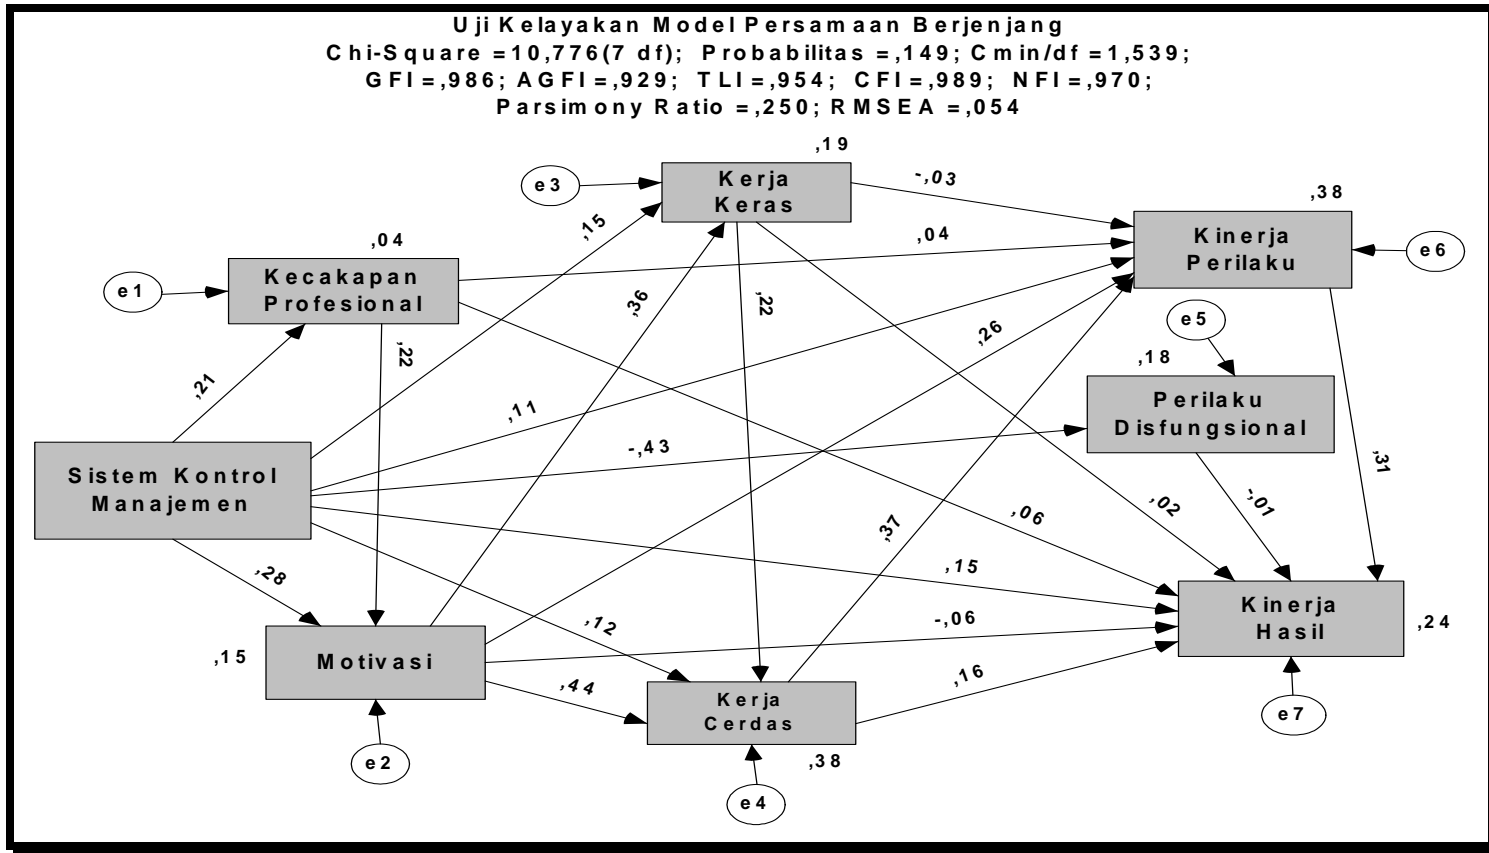 Uji Kelayakan Model Persamaan Berjenjang
Chi-Square =10,776(7 df); Probabilitas =,149; Cmin/df =1,539;
GFI=,986; AGFI=,929; TLI=,954; CFI=,989; NFI=,970;
Parsimony Ratio =,250; RMSEA =,054
,19
e3
Kerja
Keras
-,03
,38
,15
,04
Kinerja
Perilaku
e6
,04
Kecakapan
Profesional
e1
,36
,22
,26
e5
,22
,18
,21
Perilaku
Disfungsional
,11
-,43
,31
Sistem Kontrol
Manajemen
-,01
,02
,06
,37
,28
,15
Kinerja
Hasil
,24
,12
-,06
,15
Motivasi
,44
,16
Kerja
Cerdas
e7
e2
,38
e4